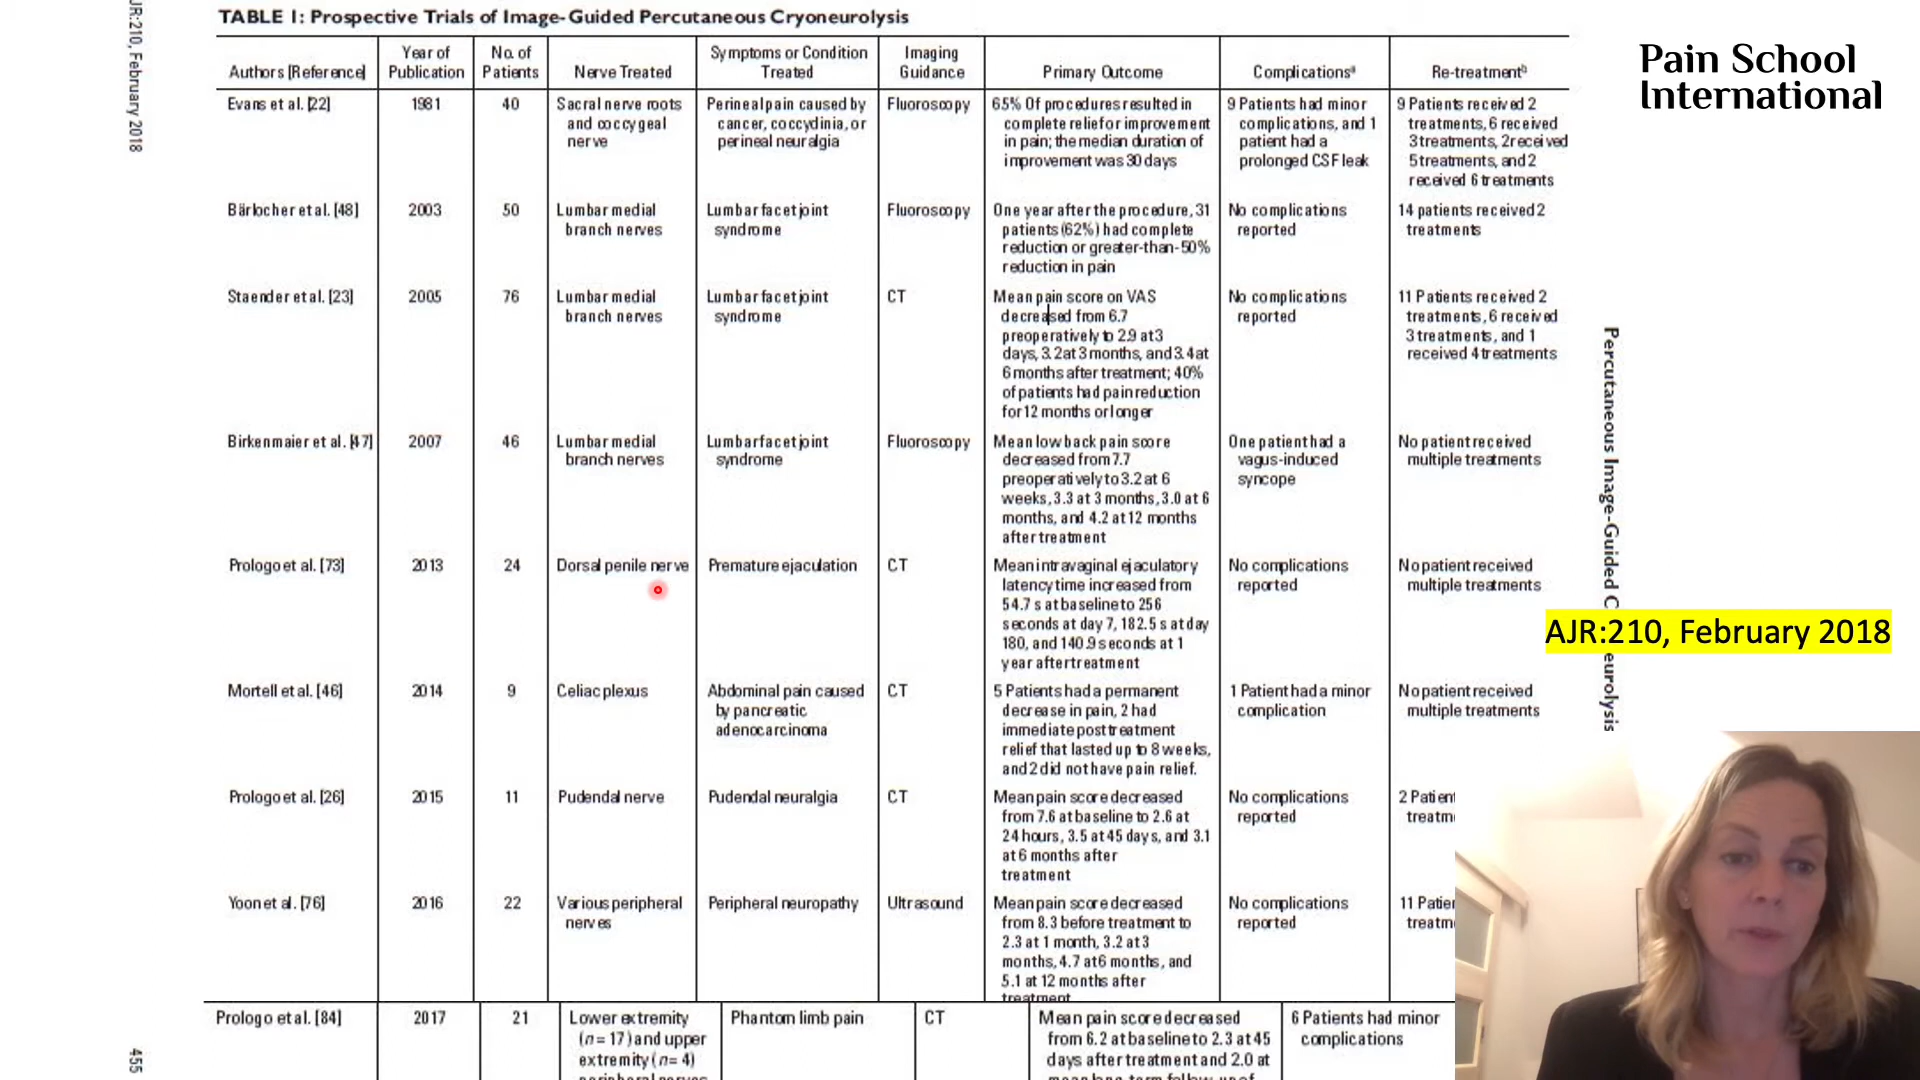 TABLE 1: Prospective Trials of Image-Guided Percutaneous Cryoneurolysis
Authors [Reference]
Year of
Publication
No. of
Patients
Nerve Treated
Symptoms or Condition
Treated
Imaging
Guidance
Primary Outcome
Complicationsᵃ
Re-treatmentᵇ
Evans et al. [22]
1981
40
Sacral nerve roots
and coccygeal
nerve
Perineal pain caused by
cancer, coccydinia, or
perineal neuralgia
Fluoroscopy
65% Of procedures resulted in
complete relief or improvement
in pain; the median duration of
improvement was 30 days
9 Patients had minor
complications, and 1
patient had a
prolonged CSF leak
9 Patients received 2
treatments, 6 received
3 treatments, 2 received
5 treatments, and 2
received 6 treatments
Bärlocher et al. [48]
2003
50
Lumbar medial
branch nerves
Lumbar facet joint
syndrome
Fluoroscopy
One year after the procedure, 31
patients (62%) had complete
reduction or greater-than-50%
reduction in pain
No complications
reported
14 patients received 2
treatments
Staender et al. [23]
2005
76
Lumbar medial
branch nerves
Lumbar facet joint
syndrome
CT
Mean pain score on VAS
decreased from 6.7
preoperatively to 2.9 at 3
days, 3.2 at 3 months, and 3.4 at
6 months after treatment; 40%
of patients had pain reduction
for 12 months or longer
No complications
reported
11 Patients received 2
treatments, 6 received
3 treatments, and 1
received 4 treatments
Birkenmaier et al. [47]
2007
46
Lumbar medial
branch nerves
Lumbar facet joint
syndrome
Fluoroscopy
Mean low back pain score
decreased from 7.7
preoperatively to 3.2 at 6
weeks, 3.3 at 3 months, 3.0 at 6
months, and 4.2 at 12 months
after treatment
One patient had a
vagus-induced
syncope
No patient received
multiple treatments
Prologo et al. [73]
2013
24
Dorsal penile nerve
Premature ejaculation
CT
Mean intravaginal ejaculatory
latency time increased from
54.7 s at baseline to 256
seconds at day 7, 182.5 s at day
180, and 140.9 seconds at 1
year after treatment
No complications
reported
No patient received
multiple treatments
Mortell et al. [46]
2014
9
Celiac plexus
Abdominal pain caused
by pancreatic
adenocarcinoma
CT
5 Patients had a permanent
decrease in pain, 2 had
immediate posttreatment
relief that lasted up to 8 weeks,
and 2 did not have pain relief.
1 Patient had a minor
complication
No patient received
multiple treatments
Prologo et al. [26]
2015
11
Pudendal nerve
Pudendal neuralgia
CT
Mean pain score decreased
from 7.6 at baseline to 2.6 at
24 hours, 3.5 at 45 days, and 3.1
at 6 months after
treatment
No complications
reported
2 Patient
treatm
Yoon et al. [76]
2016
22
Various peripheral
nerves
Peripheral neuropathy
Ultrasound
Mean pain score decreased
from 8.3 before treatment to
2.3 at 1 month, 3.2 at 3
months, 4.7 at 6 months, and
5.1 at 12 months after
treatment
No complications
reported
11 Patier
treatm
Prologo et al. [84]
2017
21
Lower extremity
(n = 17) and upper
extremity (n = 4)
peripheral nerves
Phantom limb pain
CT
Mean pain score decreased
from 6.2 at baseline to 2.3 at 45
days after treatment and 2.0 at
6 Patients had minor
complications
JR:210, February 2018
455
Percutaneous Image-Guided C
eurolysis
Pain School
International
AJR:210, February 2018